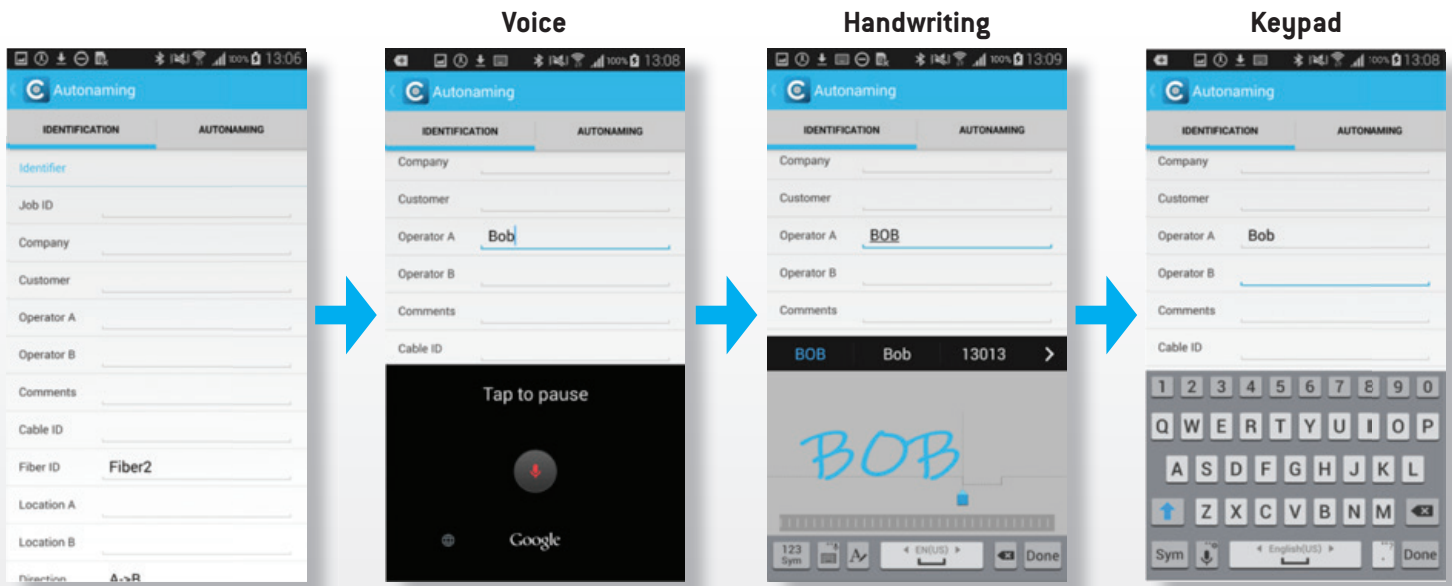 Voice
Handwriting
Keypad
13:06
Autonaming
IDENTIFICATION AUTONAMING
Identifier
Job ID
Company
Customer
Operator A
Operator B
Comments
Cable ID
Fiber ID Fiber2
Location A
Location B
Direction A->B
100% 13:08
Autonaming
IDENTIFICATION AUTONAMING
Company
Customer
Operator A Bob
Operator B
Comments
Cable ID
Tap to pause
Google
100% 13:09
Autonaming
IDENTIFICATION AUTONAMING
Company
Customer
Operator A BOB
Operator B
Comments
BOB Bob 13013 >
BOB
123 Sym EN(US) Done
100% 13:08
Autonaming
IDENTIFICATION AUTONAMING
Company
Customer
Operator A Bob
Operator B
Comments
Cable ID
1 2 3 4 5 6 7 8 9 0
Q W E R T Y U I O P
A S D F G H J K L
Z X C V B N M
Sym English(US) . Done